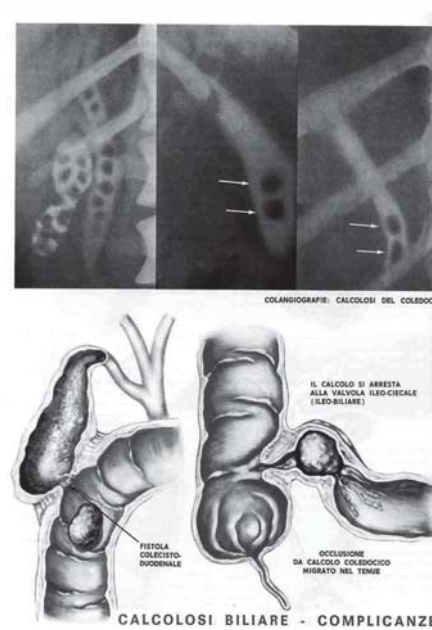 COLANGIOGRAFIE: CALCOLOSI DEL COLEDOC
IL CALCOLO SI ARRESTA
ALLA VALVOLA ILEO-CIECALE
(ILEO-BILIARE)
FISTOLA
COLECISTO-
DUODENALE
OCCLUSIONE
DA CALCOLO COLEDOCICO
MIGRATO NEL TENUE
CALCOLOSI BILIARE - COMPLICANZE